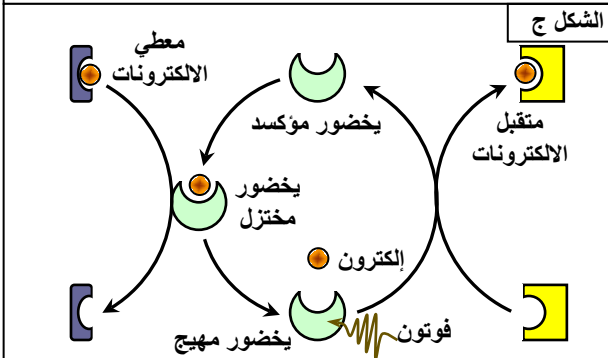 الشكل ج
معطي
الالكترونات
يخضور مؤكسد
متقبل
الالكترونات
يخضور
مختزل
إلكترون
فوتون
يخضور مهيج